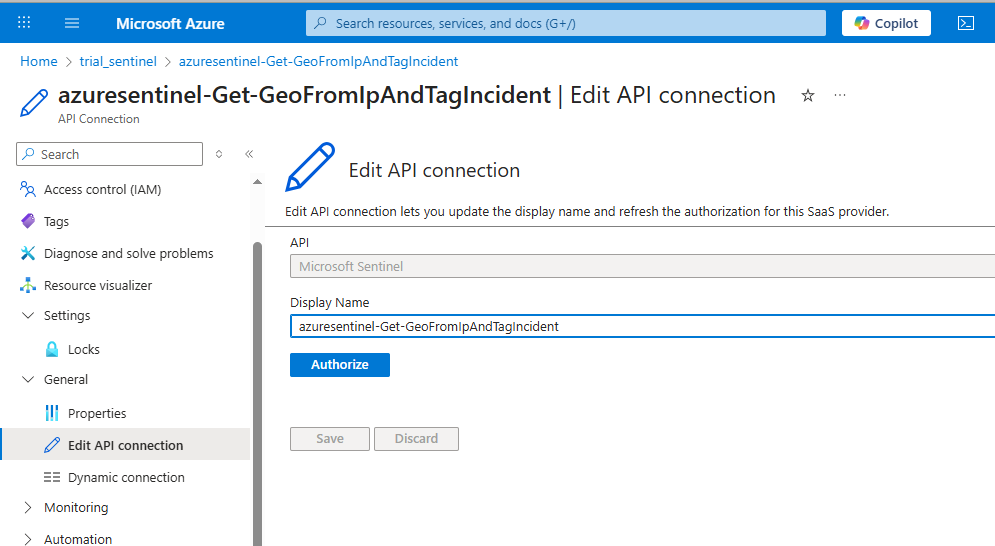 Microsoft Azure
Search resources, services, and docs (G+/)
Copilot
Home > trial_sentinel > azuresentinel-Get-GeoFromIpAndTagIncident
azuresentinel-Get-GeoFromIpAndTagIncident | Edit API connection
API Connection
Search
Access control (IAM)
Tags
Diagnose and solve problems
Resource visualizer
Settings
Locks
General
Properties
Edit API connection
Dynamic connection
Monitoring
Automation
Edit API connection
Edit API connection lets you update the display name and refresh the authorization for this SaaS provider.
API
Microsoft Sentinel
Display Name
azuresentinel-Get-GeoFromIpAndTagIncident
Authorize
Save Discard